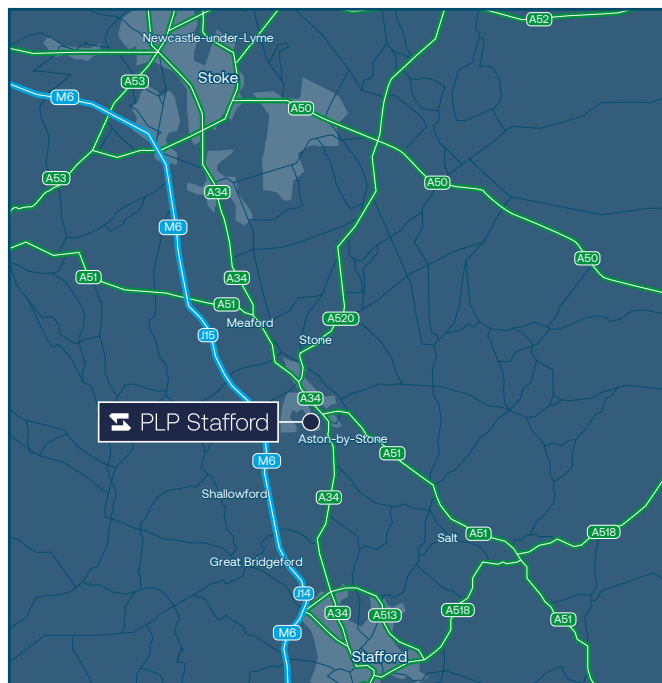 A52
Newcastle-under-Lyme
Stoke
A53
M6
A50
A53
A50
A34
M6
A50
A51
A34
A51
A520
Meaford
J15
Stone
A34
PLP Stafford
Aston-by-Stone
A51
M6
Shallowford
A34
Salt
A51
A518
Great Bridgeford
J14
A34
A513
A518
A51
M6
Stafford